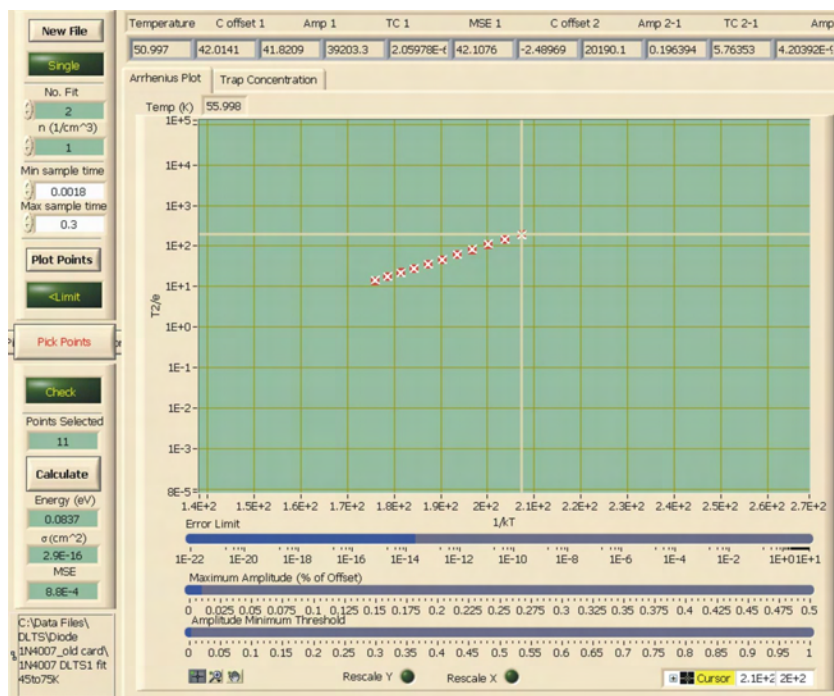 New File
Single
No. Fit
2
n (1/cm^3)
1
Min sample time
0.0018
Max sample time
0.3
Plot Points
<Limit
Pick Points
Check
Points Selected
11
Calculate
Energy (eV)
0.0837
σ(cm^2)
2.9E-16
MSE
8.8E-4
C:\Data Files\
DLTS\Diode
1N4007_old card\
1N4007 DLTS1 fit
45to75K
Temperature C offset 1 Amp 1 TC 1 MSE 1 C offset 2 Amp 2-1 TC 2-1 Amp
50.997 42.0141 41.8209 39203.3 2.05978E-6 42.1076 -2.48969 20190.1 0.196394 5.76353 4.20392E-9
Arrhenius Plot Trap Concentration
Temp (K) 55.998
1E+5
1E+4
1E+3
1E+2
1E+1
1E+0
1E-1
1E-2
1E-3
8E-5
T2/e
1.4E+2 1.5E+2 1.6E+2 1.7E+2 1.8E+2 1.9E+2 2E+2 2.1E+2 2.2E+2 2.3E+2 2.4E+2 2.5E+2 2.6E+2 2.7E+2
1/kT
Error Limit
1E-22 1E-20 1E-18 1E-16 1E-14 1E-12 1E-10 1E-8 1E-6 1E-4 1E-2 1E+01E+1
Maximum Amplitude (% of Offset)
0 0.025 0.05 0.075 0.1 0.125 0.15 0.175 0.2 0.225 0.25 0.275 0.3 0.325 0.35 0.375 0.4 0.425 0.45 0.475 0.5
Amplitude Minimum Threshold
0 0.05 0.1 0.15 0.2 0.25 0.3 0.35 0.4 0.45 0.5 0.55 0.6 0.65 0.7 0.75 0.8 0.85 0.9 0.95 1
Rescale Y Rescale X Cursor 2.1E+2 2E+2